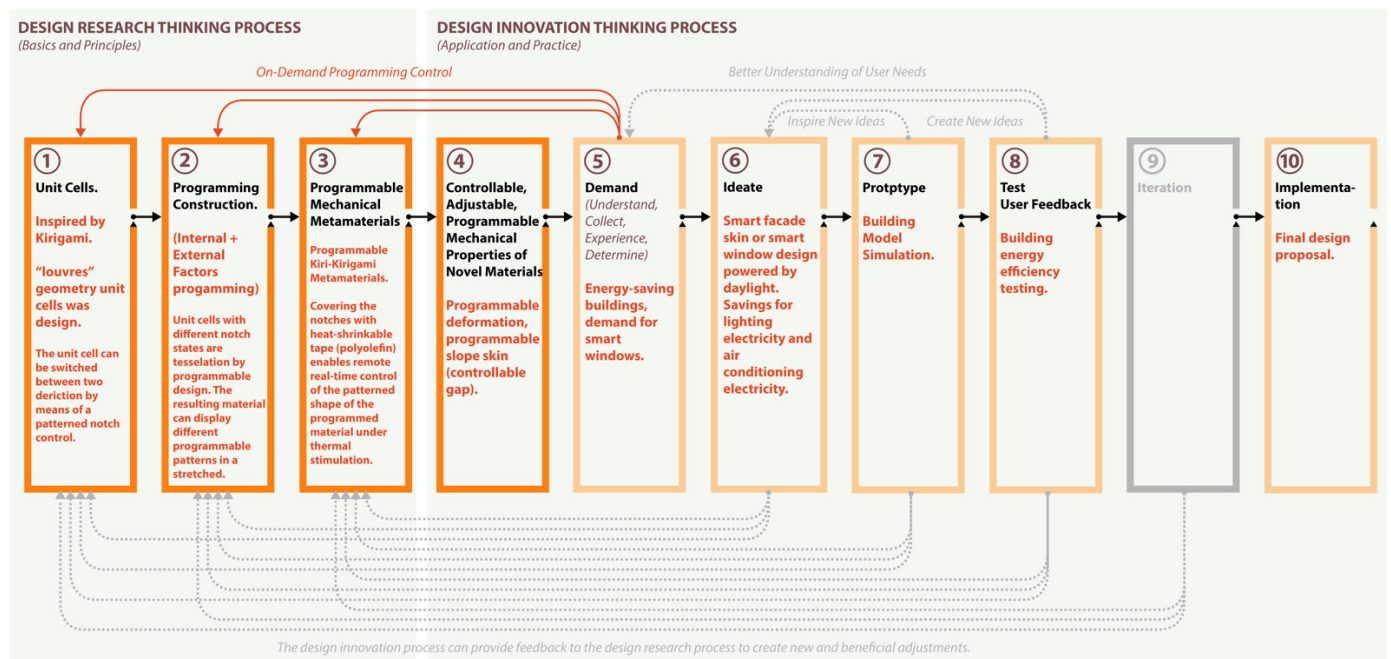 DESIGN RESEARCH THINKING PROCESS
(Basics and Principles)
DESIGN INNOVATION THINKING PROCESS
(Application and Practice)
On-Demand Programming Control
Better Understanding of User Needs
Inspire New Ideas
Create New Ideas
1
Unit Cells.
Inspired by
Kirigami.
“louvres”
geometry unit
cells was
design.
The unit cell can
be switched
between two
deriction by
means of a
patterned notch
control.
2
Programming
Construction.
(Internal +
External
Factors
progamming)
Unit cells with
different notch
states are
tesselation by
programmable
design. The
resulting material
can display
different
programmable
patterns in a
stretched.
3
Programmable
Mechanical
Metamaterials
Programmable
Kiri-Kirigami
Metamaterials.
Covering the
notches with
heat-shrinkable
tape (polyolefin)
enables remote
real-time control
of the patterned
shape of the
programmed
material under
thermal
stimulation.
4
Controllable,
Adjustable,
Programmable
Mechanical
Properties of
Novel Materials
Programmable
deformation,
programmable
slope skin
(controllable
gap).
5
Demand
(Understand,
Collect,
Experience,
Determine)
Energy-saving
buildings,
demand for
smart
windows.
6
Ideate
Smart facade
skin or smart
window design
powered by
daylight.
Savings for
lighting
electricity and
air
conditioning
electricity.
7
Protptype
Building
Model
Simulation.
8
Test
User Feedback
Building
energy
efficiency
testing.
9
Iteration
10
Implementa-
tion
Final design
proposal.
The design innovation process can provide feedback to the design research process to create new and beneficial adjustments.